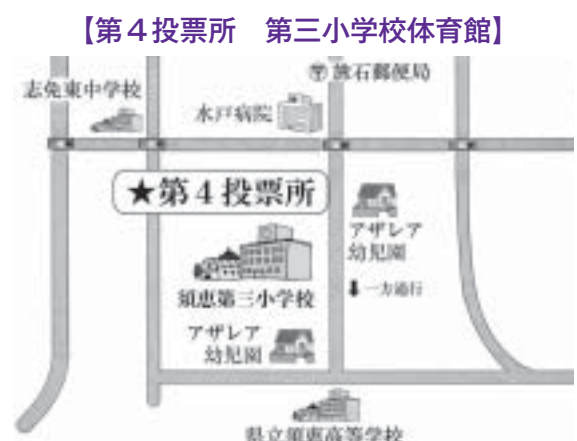 【第４投票所　第三小学校体育館】
〒 旅石郵便局
志免東中学校
水戸病院
★第４投票所
アザレア
幼児園
須恵第三小学校
一方通行
アザレア
幼児園
県立須恵高等学校